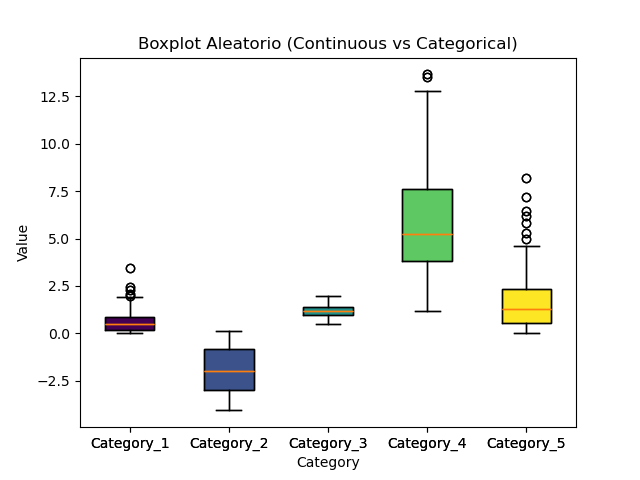 Boxplot Aleatorio (Continuous vs Categorical)
12.5
10.0
7.5
5.0
2.5
0.0
−2.5
Value
Category_1 Category_2 Category_3 Category_4 Category_5
Category